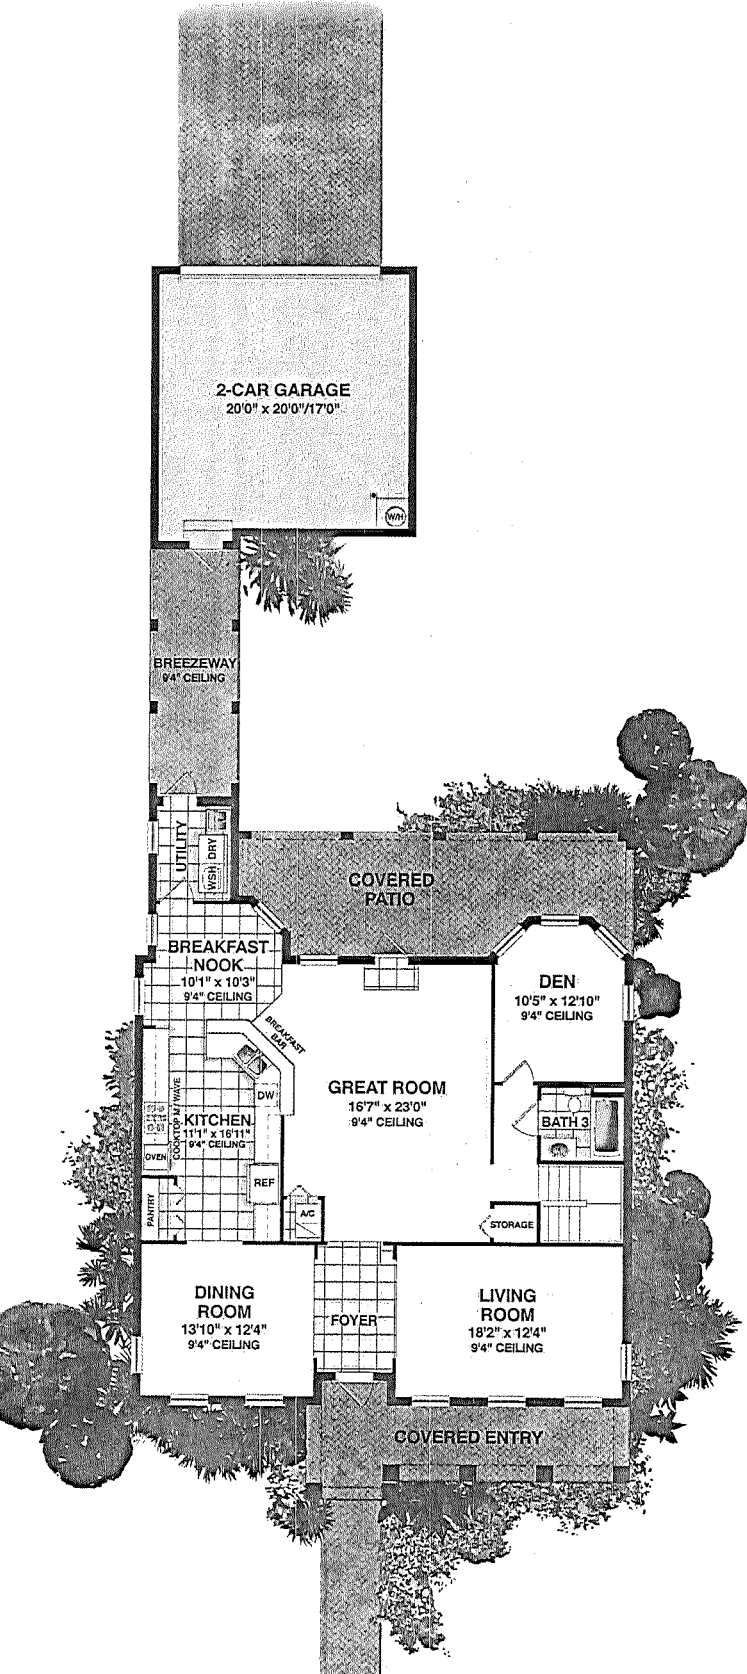 2-CAR GARAGE
20'0" x 20'0"/17'0"
W/H
BREEZEWAY
9'4" CEILING
UTILITY
WSH
DRY
COVERED
PATIO
BREAKFAST
NOOK
10'1" x 10'3"
9'4" CEILING
DEN
10'5" x 12'10"
9'4" CEILING
BREAKFAST
BAR
GREAT ROOM
16'7" x 23'0"
9'4" CEILING
DW
COOKTOP M/WAVE
KITCHEN
11'1" x 16'11"
9'4" CEILING
BATH 3
OVEN
REF
PANTRY
A/C
STORAGE
DINING
ROOM
13'10" x 12'4"
9'4" CEILING
FOYER
LIVING
ROOM
18'2" x 12'4"
9'4" CEILING
COVERED ENTRY